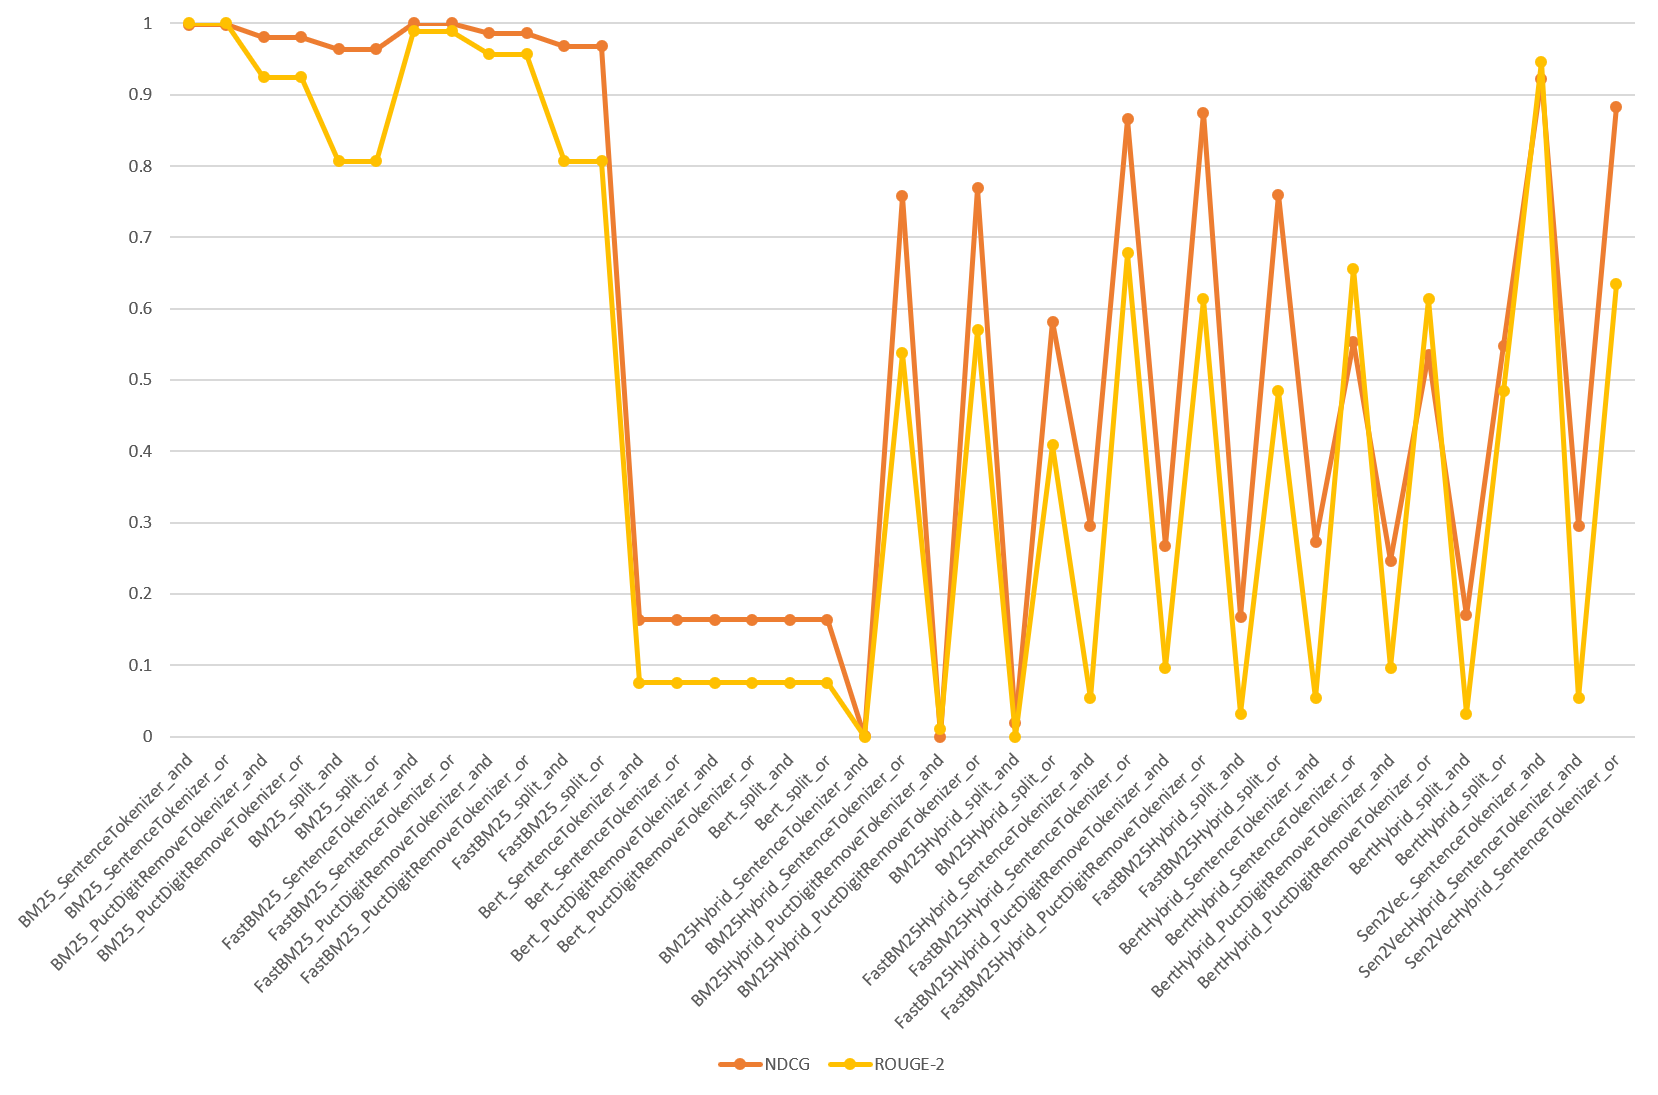 1
0.9
0.8
0.7
0.6
0.5
0.4
0.3
0.2
0.1
0
BM25_SentenceTokenizer_and
BM25_SentenceTokenizer_or
BM25_PuctDigitRemoveTokenizer_and
BM25_PuctDigitRemoveTokenizer_or
BM25_split_and
BM25_split_or
FastBM25_SentenceTokenizer_and
FastBM25_SentenceTokenizer_or
FastBM25_PuctDigitRemoveTokenizer_and
FastBM25_PuctDigitRemoveTokenizer_or
FastBM25_split_and
FastBM25_split_or
Bert_SentenceTokenizer_and
Bert_SentenceTokenizer_or
Bert_PuctDigitRemoveTokenizer_and
Bert_PuctDigitRemoveTokenizer_or
Bert_split_and
Bert_split_or
BM25Hybrid_SentenceTokenizer_and
BM25Hybrid_SentenceTokenizer_or
BM25Hybrid_PuctDigitRemoveTokenizer_and
BM25Hybrid_PuctDigitRemoveTokenizer_or
BM25Hybrid_split_and
BM25Hybrid_split_or
FastBM25Hybrid_SentenceTokenizer_and
FastBM25Hybrid_SentenceTokenizer_or
FastBM25Hybrid_PuctDigitRemoveTokenizer_and
FastBM25Hybrid_PuctDigitRemoveTokenizer_or
FastBM25Hybrid_split_and
FastBM25Hybrid_split_or
BertHybrid_SentenceTokenizer_and
BertHybrid_SentenceTokenizer_or
BertHybrid_PuctDigitRemoveTokenizer_and
BertHybrid_PuctDigitRemoveTokenizer_or
BertHybrid_split_and
BertHybrid_split_or
Sen2Vec_SentenceTokenizer_and
Sen2VecHybrid_SentenceTokenizer_and
Sen2VecHybrid_SentenceTokenizer_or
NDCG
ROUGE-2